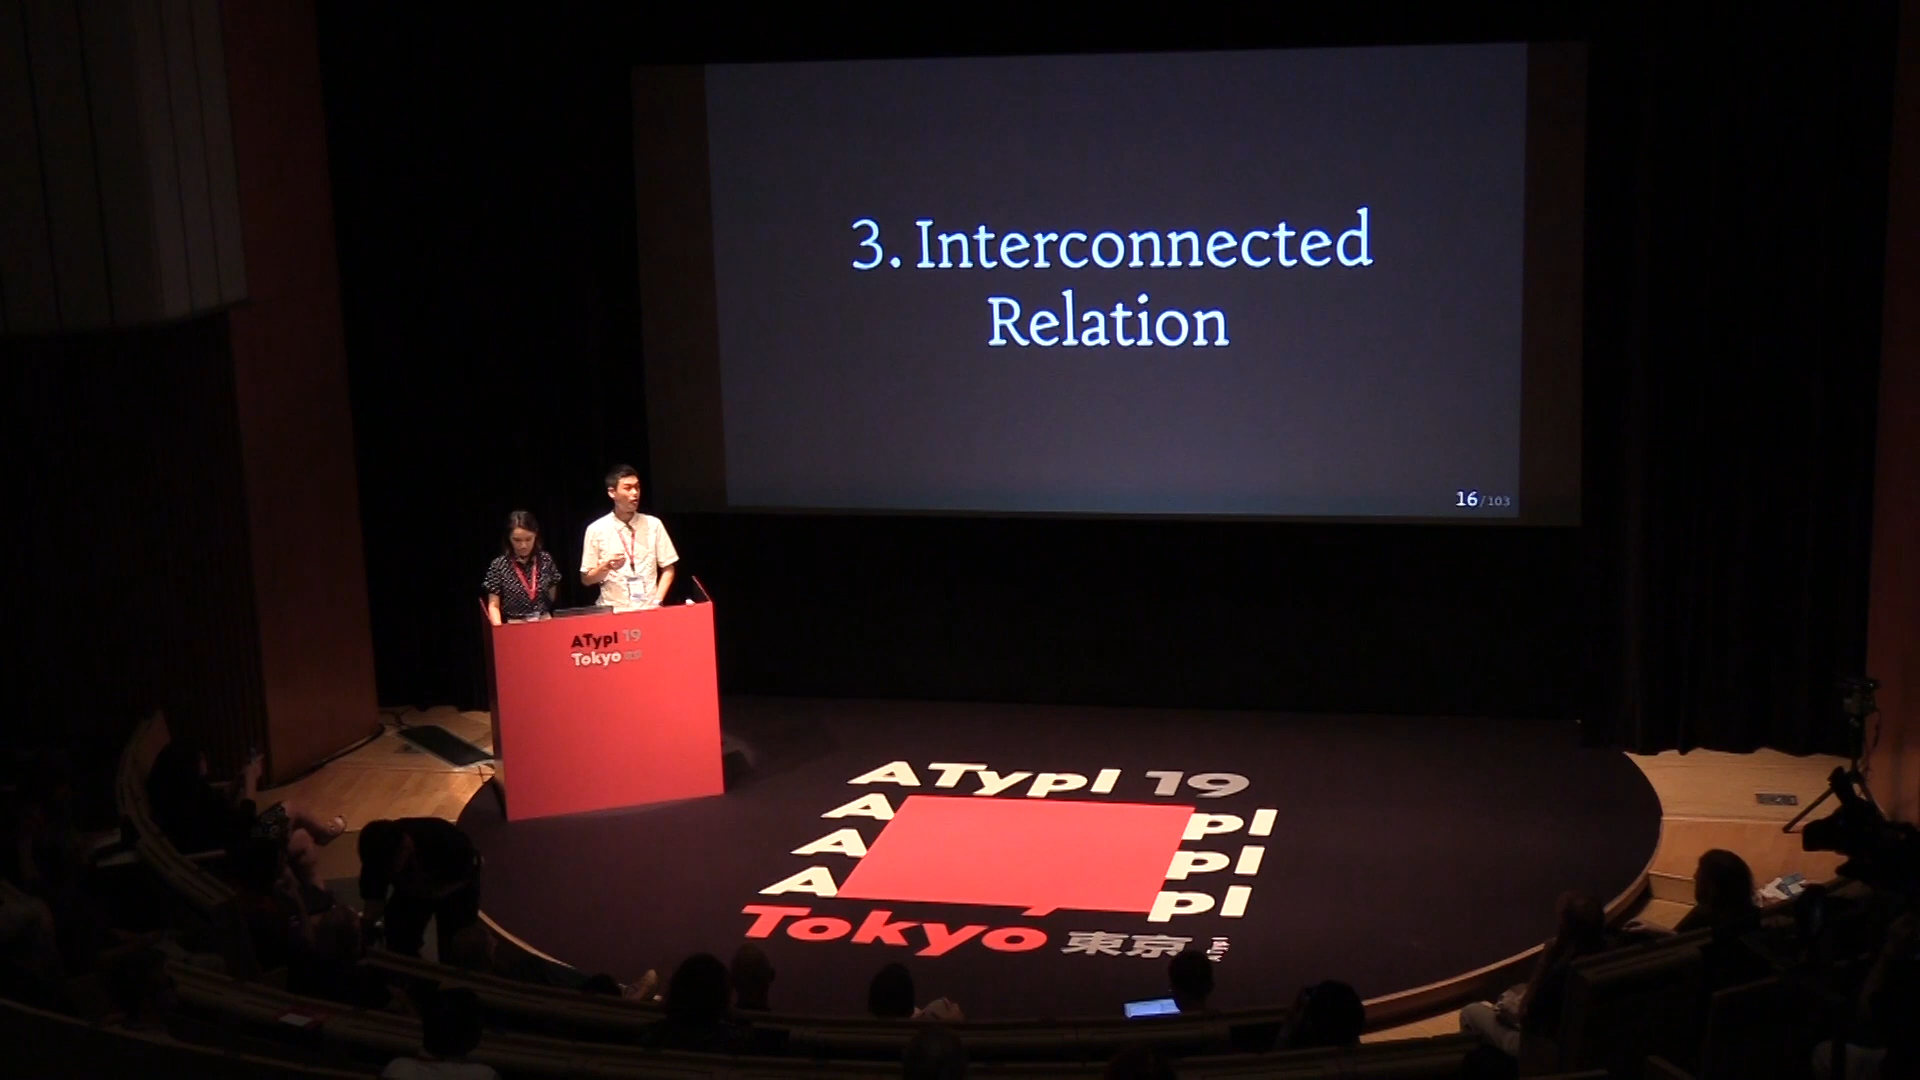 3. Interconnected
Relation
16/103
ATypI 19
Tokyo
ATypI 19
A pI
A pI
A pI
Tokyo 東京